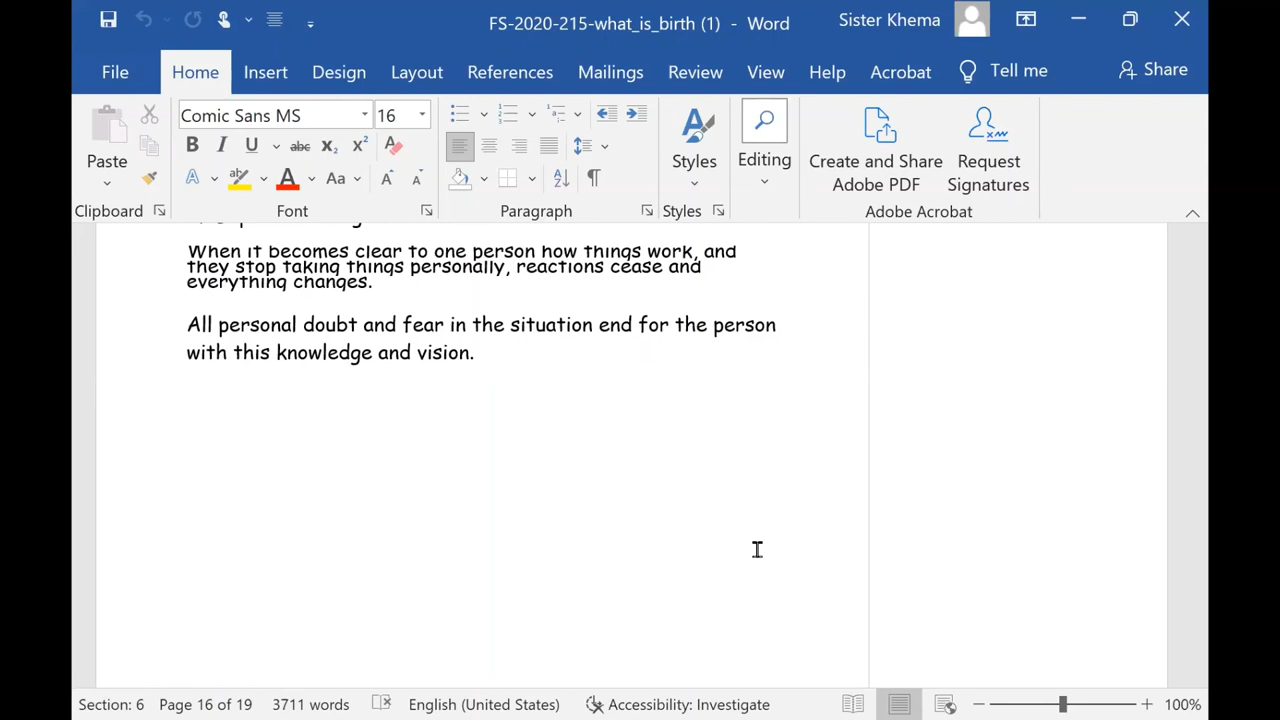 FS-2020-215-what_is_birth (1) - Word
Sister Khema
File Home Insert Design Layout References Mailings Review View Help Acrobat Tell me Share
Comic Sans MS 16
Paste
Styles
Editing
Create and Share Adobe PDF
Request Signatures
Clipboard Font Paragraph Styles Adobe Acrobat
When it becomes clear to one person how things work, and
they stop taking things personally, reactions cease and
everything changes.
All personal doubt and fear in the situation end for the person
with this knowledge and vision.
Section: 6 Page 16 of 19 3711 words English (United States) Accessibility: Investigate 100%